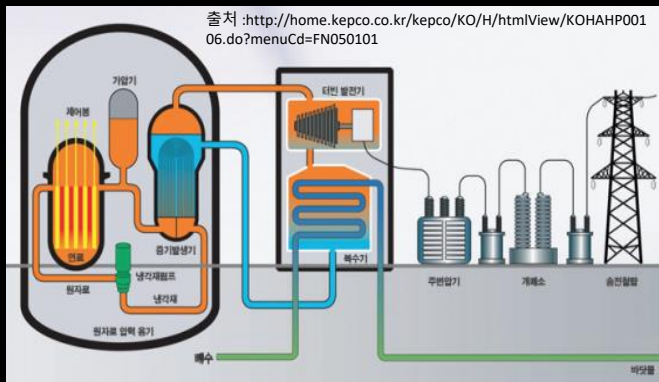 출처 :http://home.kepco.co.kr/kepco/KO/H/htmlView/KOHAHP001
06.do?menuCd=FN050101
가압기
제어봉
터빈 발전기
연료
증기발생기
복수기
원자로
냉각재펌프
냉각재
주변압기
개폐소
송전철탑
원자로 압력 용기
배수
바닷물